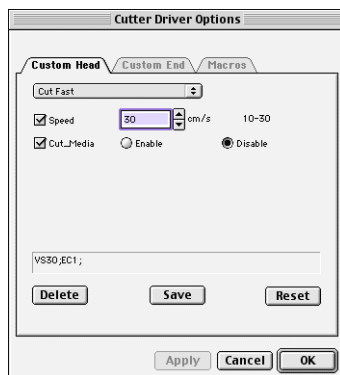 Cutter Driver Options
Custom Head Custom End Macros
Cut Fast
Speed 30 cm/s 10-30
Cut_Media Enable Disable
VS30;EC1;
Delete Save Reset
Apply Cancel OK